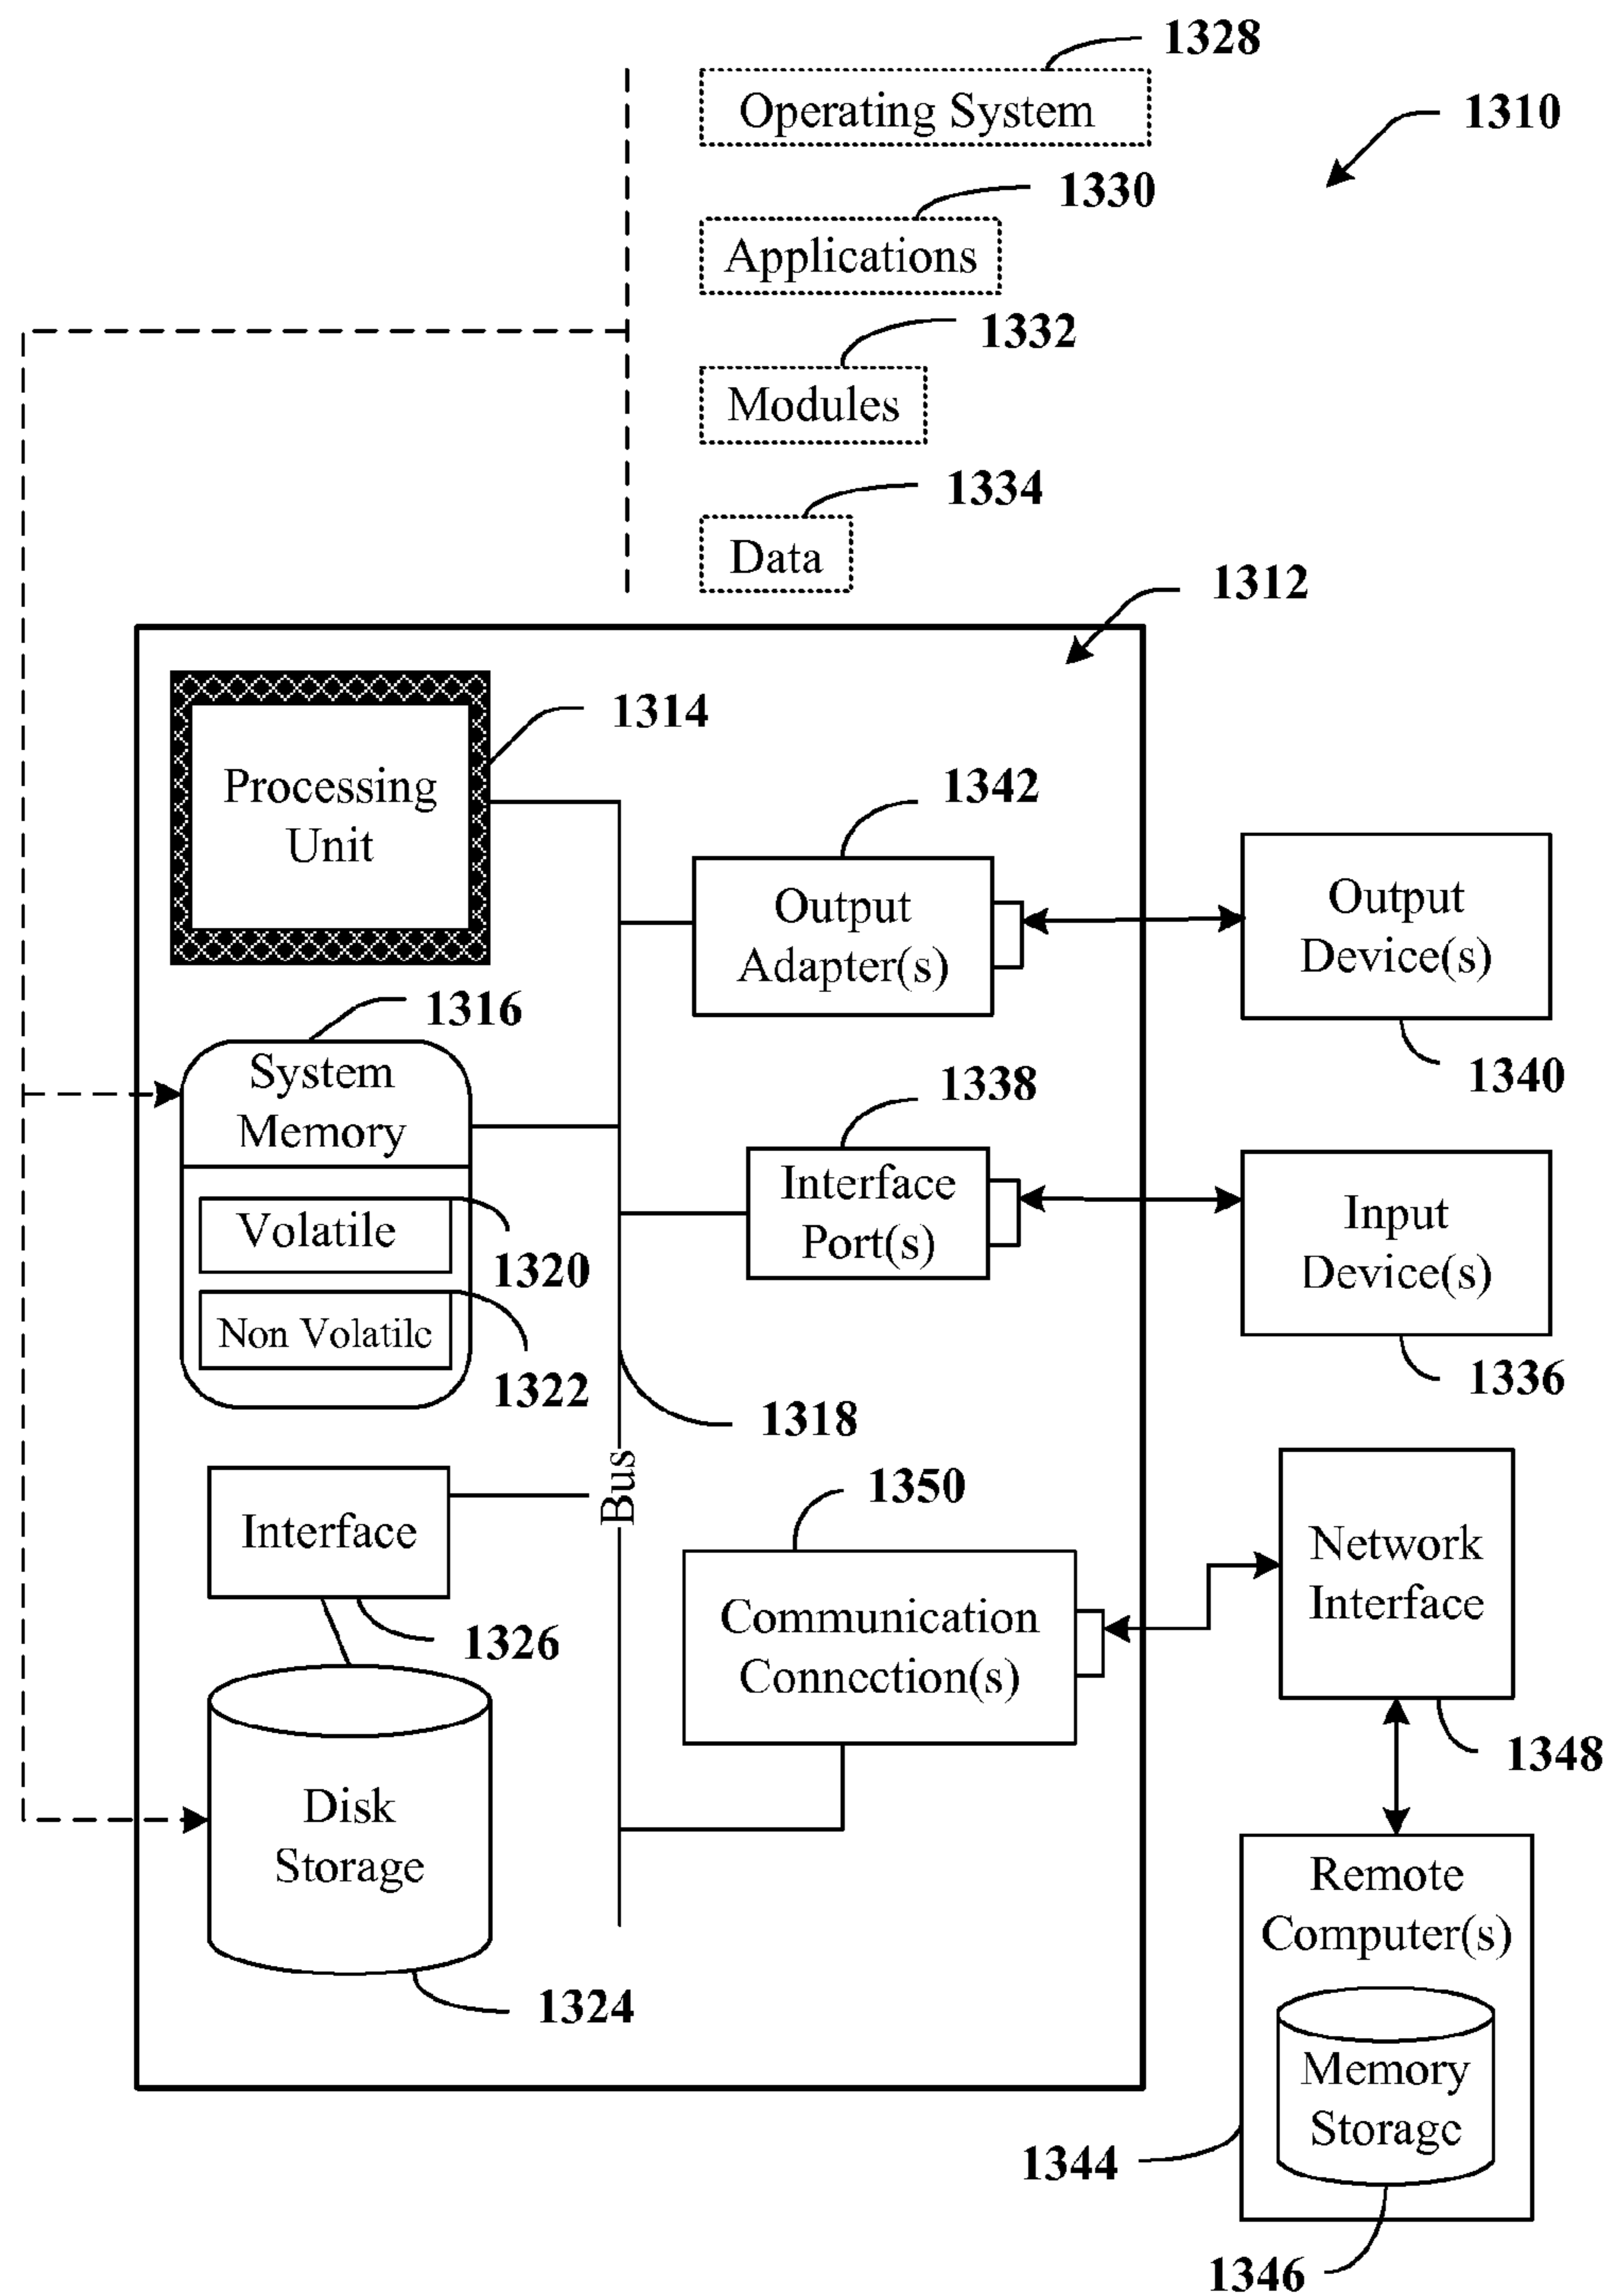 1328
Operating System
1310
1330
Applications
1332
Modules
1334
Data
1312
1314
Processing
Unit
1342
Output
Adapter(s)
Output
Device(s)
1340
1316
System
Memory
1338
Interface
Port(s)
Input
Device(s)
1336
Volatile
1320
Non Volatile
1322
1318
Bus
Interface
1326
1350
Communication
Connection(s)
Network
Interface
1348
Disk
Storage
1324
Remote
Computer(s)
Memory
Storage
1344
1346